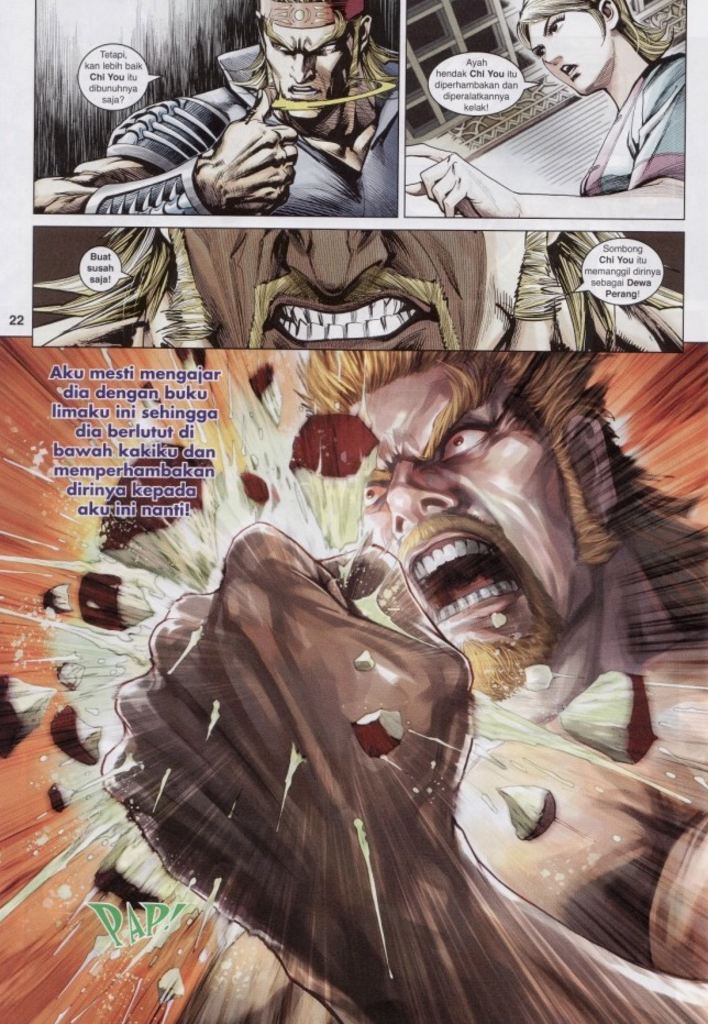 Tetapi,
kan lebih baik
Chi You itu
dibunuhnya
saja?
Ayah
hendak Chi You itu
diperhambakan dan
diperalatkannya
kelak!
Buat
susah
saja!
Sombong
Chi You itu
memanggil dirinya
sebagai Dewa
Perang!
22
Aku mesti mengajar
dia dengan buku
limaku ini sehingga
dia berlutut di
bawah kakiku dan
memperhambakan
dirinya kepada
aku ini nanti!
PAP!